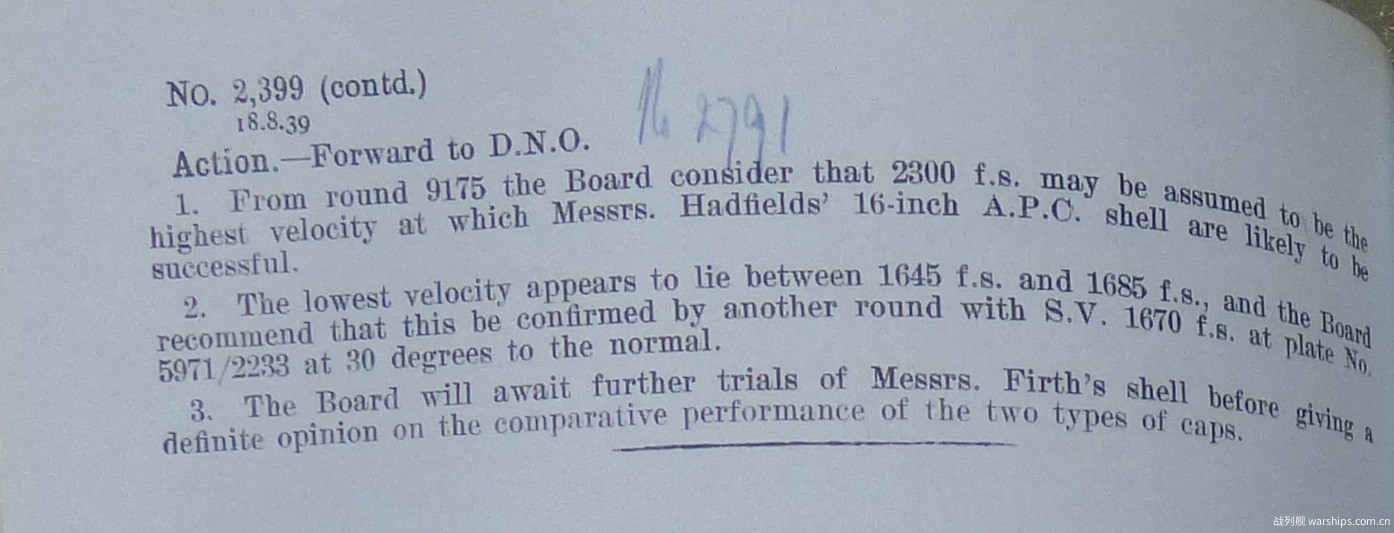 No. 2,399 (contd.)
18.8.39
2791
Action.—Forward to D.N.O.
1. From round 9175 the Board consider that 2300 f.s. may be assumed to be the
highest velocity at which Messrs. Hadfields' 16-inch A.P.C. shell are likely to be
successful.
2. The lowest velocity appears to lie between 1645 f.s. and 1685 f.s., and the Board
recommend that this be confirmed by another round with S.V. 1670 f.s. at plate No.
5971/2233 at 30 degrees to the normal.
3. The Board will await further trials of Messrs. Firth's shell before giving a
definite opinion on the comparative performance of the two types of caps.
战列舰 warships.com.cn